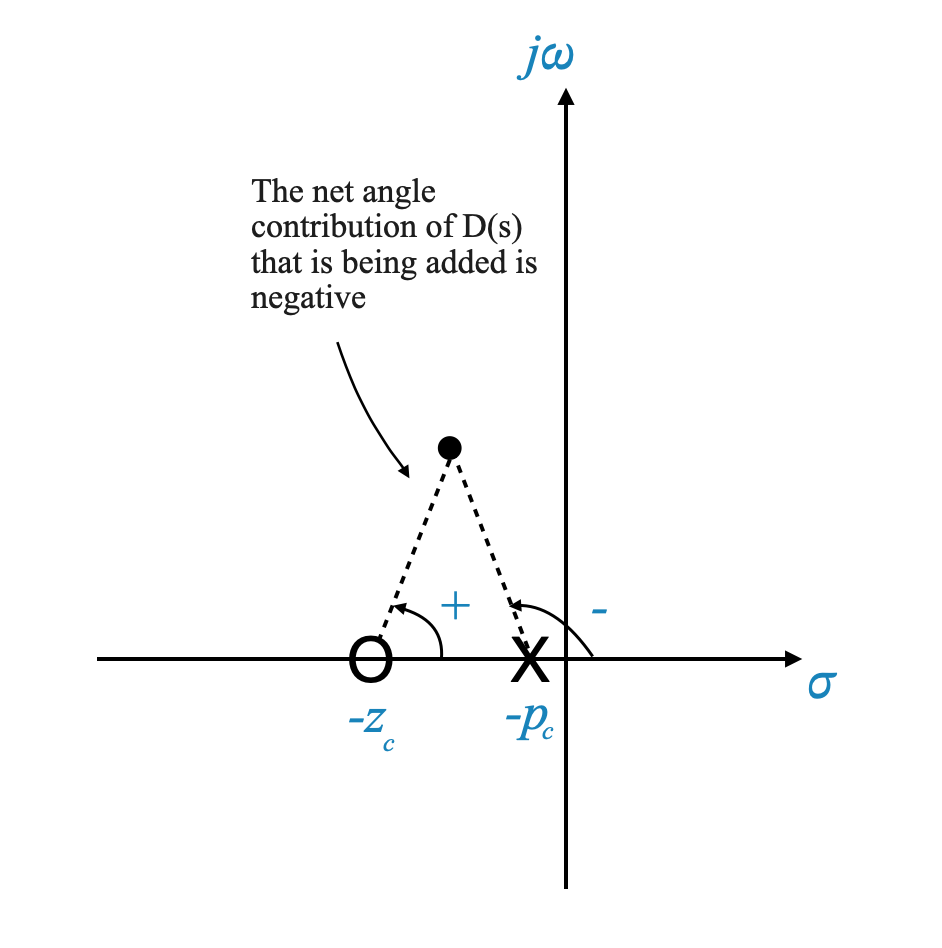 jω
The net angle
contribution of D(s)
that is being added is
negative
+
-
O
X
σ
-z_c
-p_c